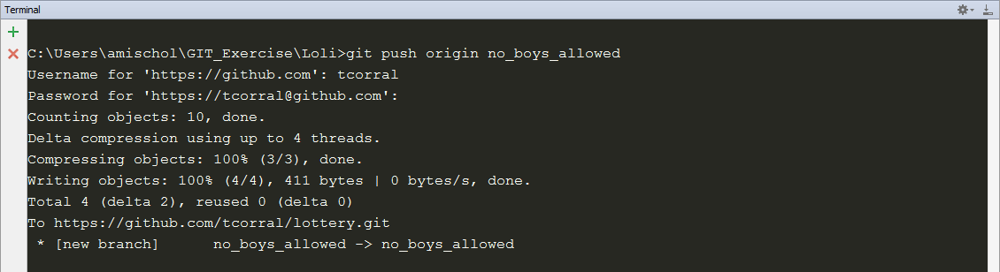 Terminal
C:\Users\amischol\GIT_Exercise\Loli>git push origin no_boys_allowed
Username for 'https://github.com': tcorral
Password for 'https://tcorral@github.com':
Counting objects: 10, done.
Delta compression using up to 4 threads.
Compressing objects: 100% (3/3), done.
Writing objects: 100% (4/4), 411 bytes | 0 bytes/s, done.
Total 4 (delta 2), reused 0 (delta 0)
To https://github.com/tcorral/lottery.git
 * [new branch]      no_boys_allowed -> no_boys_allowed